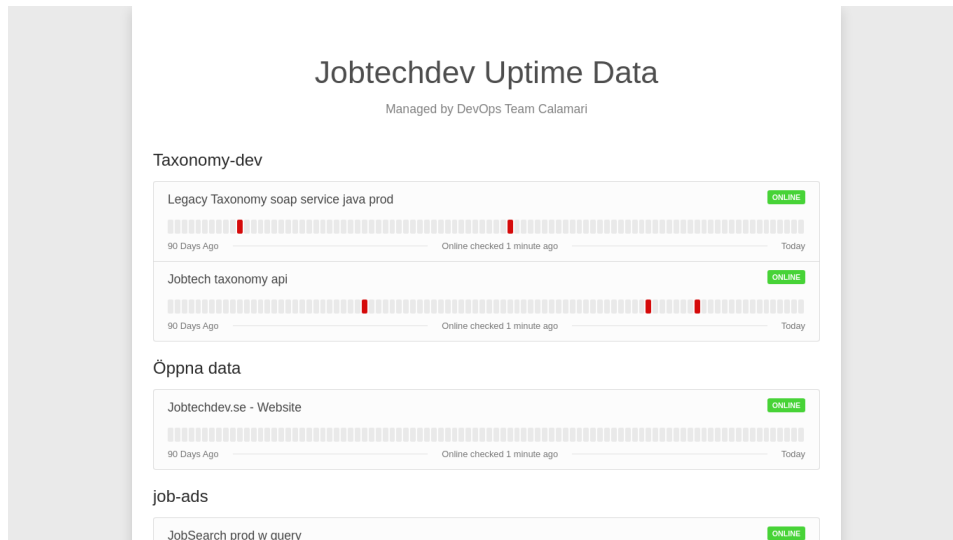 Jobtechdev Uptime Data
Managed by DevOps Team Calamari
Taxonomy-dev
Legacy Taxonomy soap service java prod ONLINE
90 Days Ago Online checked 1 minute ago Today
Jobtech taxonomy api ONLINE
90 Days Ago Online checked 1 minute ago Today
Öppna data
Jobtechdev.se - Website ONLINE
90 Days Ago Online checked 1 minute ago Today
job-ads
JobSearch prod w query ONLINE